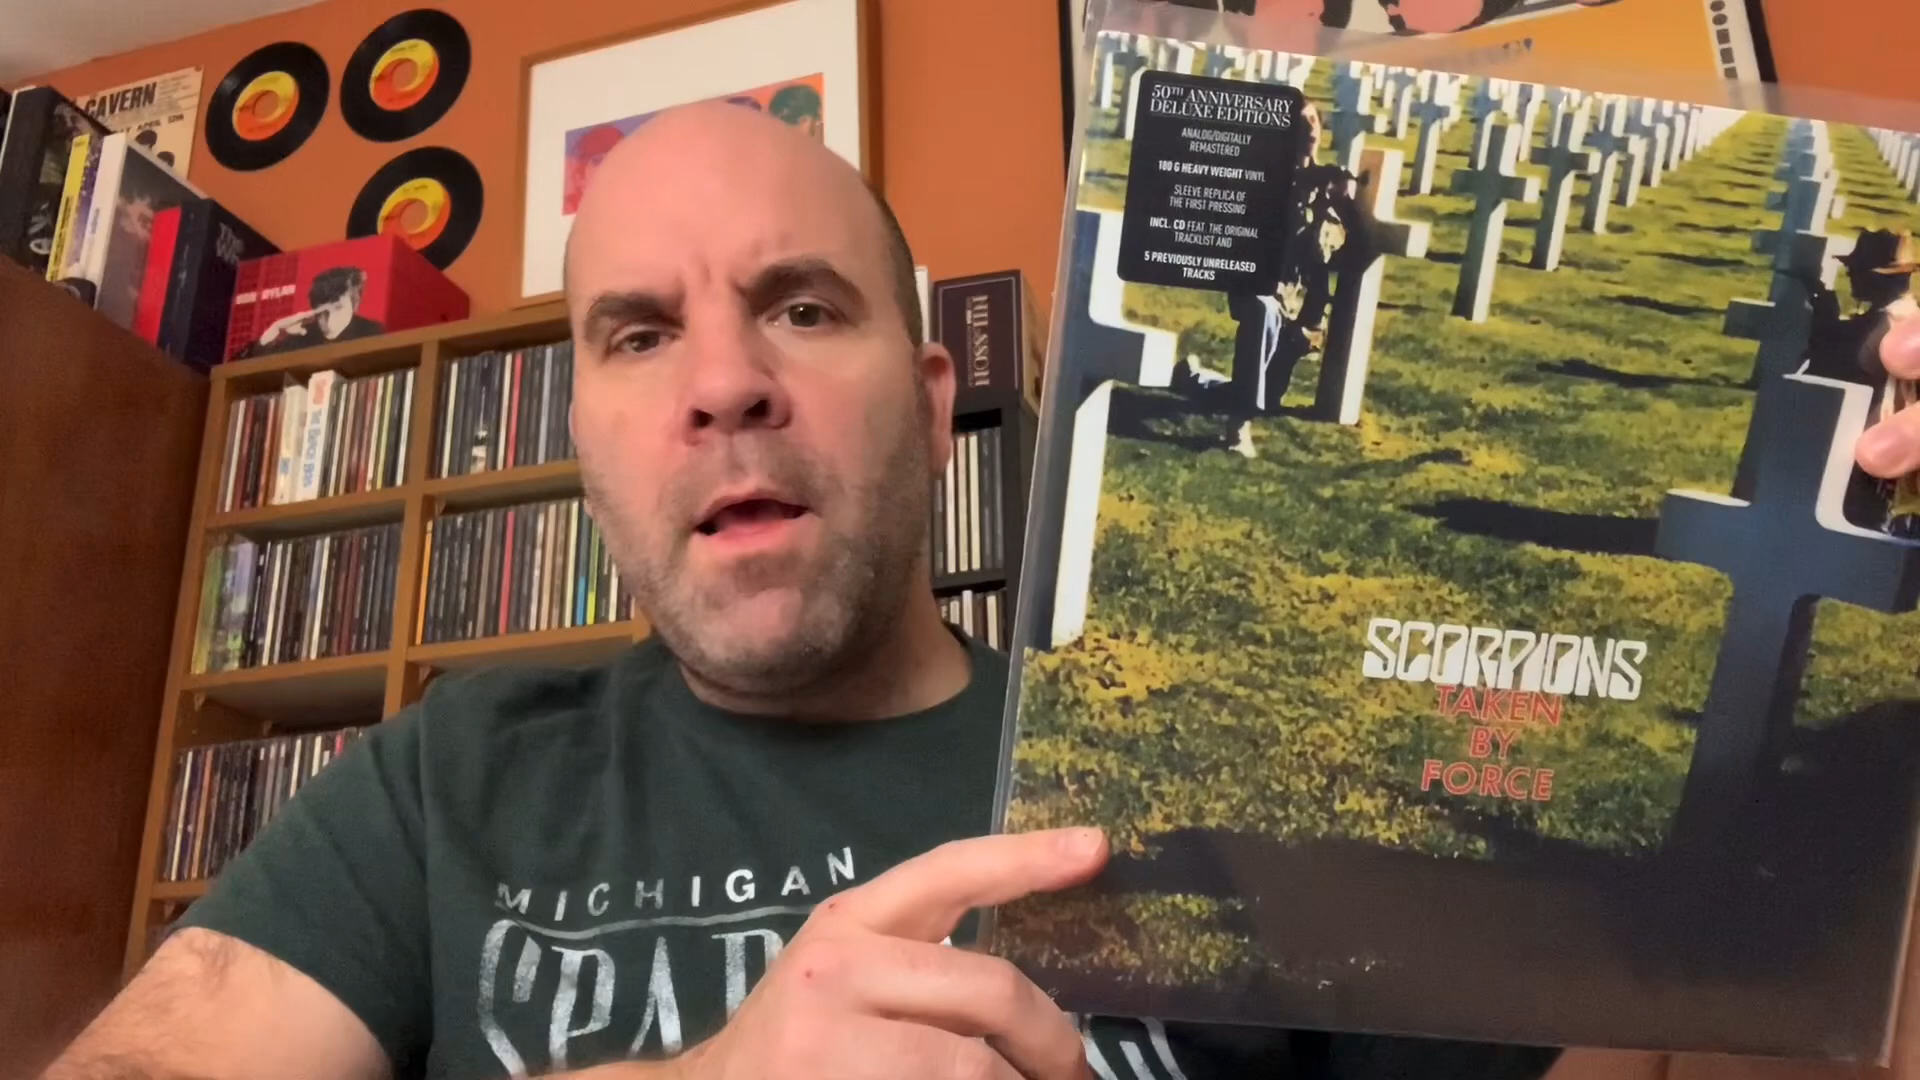 CAVERN
BOB DYLAN
NILSSON
50TH ANNIVERSARY
DELUXE EDITIONS
ANALOG/DIGITALLY
REMASTERED
180 G HEAVY WEIGHT VINYL
SLEEVE REPLICA OF
THE FIRST PRESSING
INCL. CD FEAT. THE ORIGINAL
TRACKLIST AND
5 PREVIOUSLY UNRELEASED
TRACKS
SCORPIONS
TAKEN
BY
FORCE
MICHIGAN